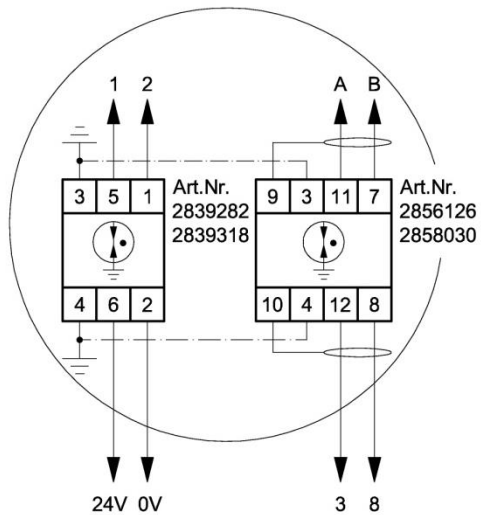 1 2 A B
3 5 1 Art.Nr. 9 3 11 7 Art.Nr.
2839282 2856126
2839318 2858030
4 6 2 10 4 12 8
24V 0V 3 8